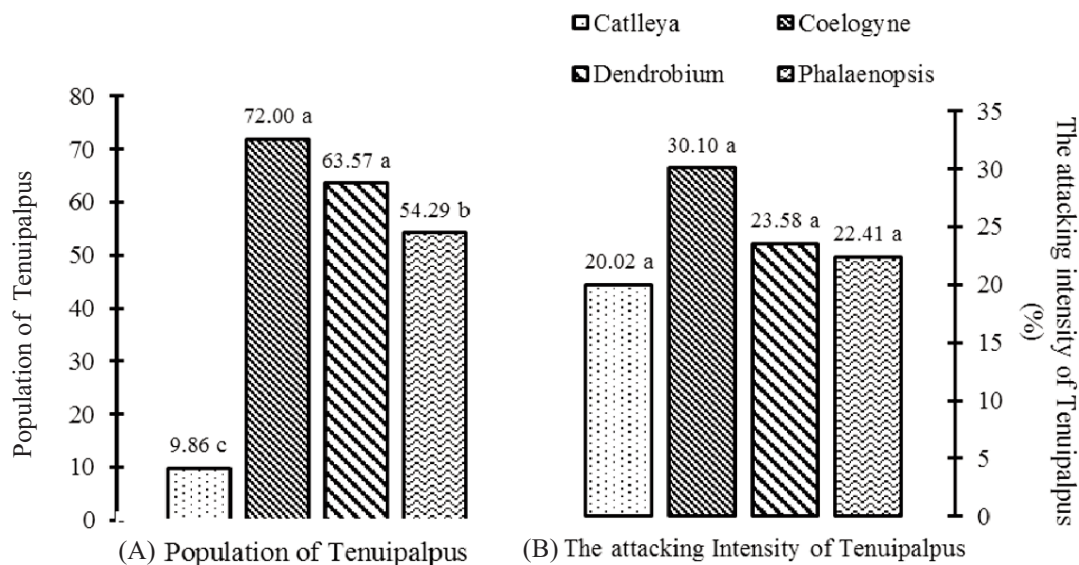 Catlleya Coelogyne
Dendrobium Phalaenopsis
Population of Tenuipalpus
80
70
60
50
40
30
20
10
0
-
9.86 c
72.00 a
63.57 a
54.29 b
(A) Population of Tenuipalpus
20.02 a
30.10 a
23.58 a
22.41 a
35
30
25
20
15
10
5
0
The attacking intensity of Tenuipalpus
(%)
(B) The attacking Intensity of Tenuipalpus